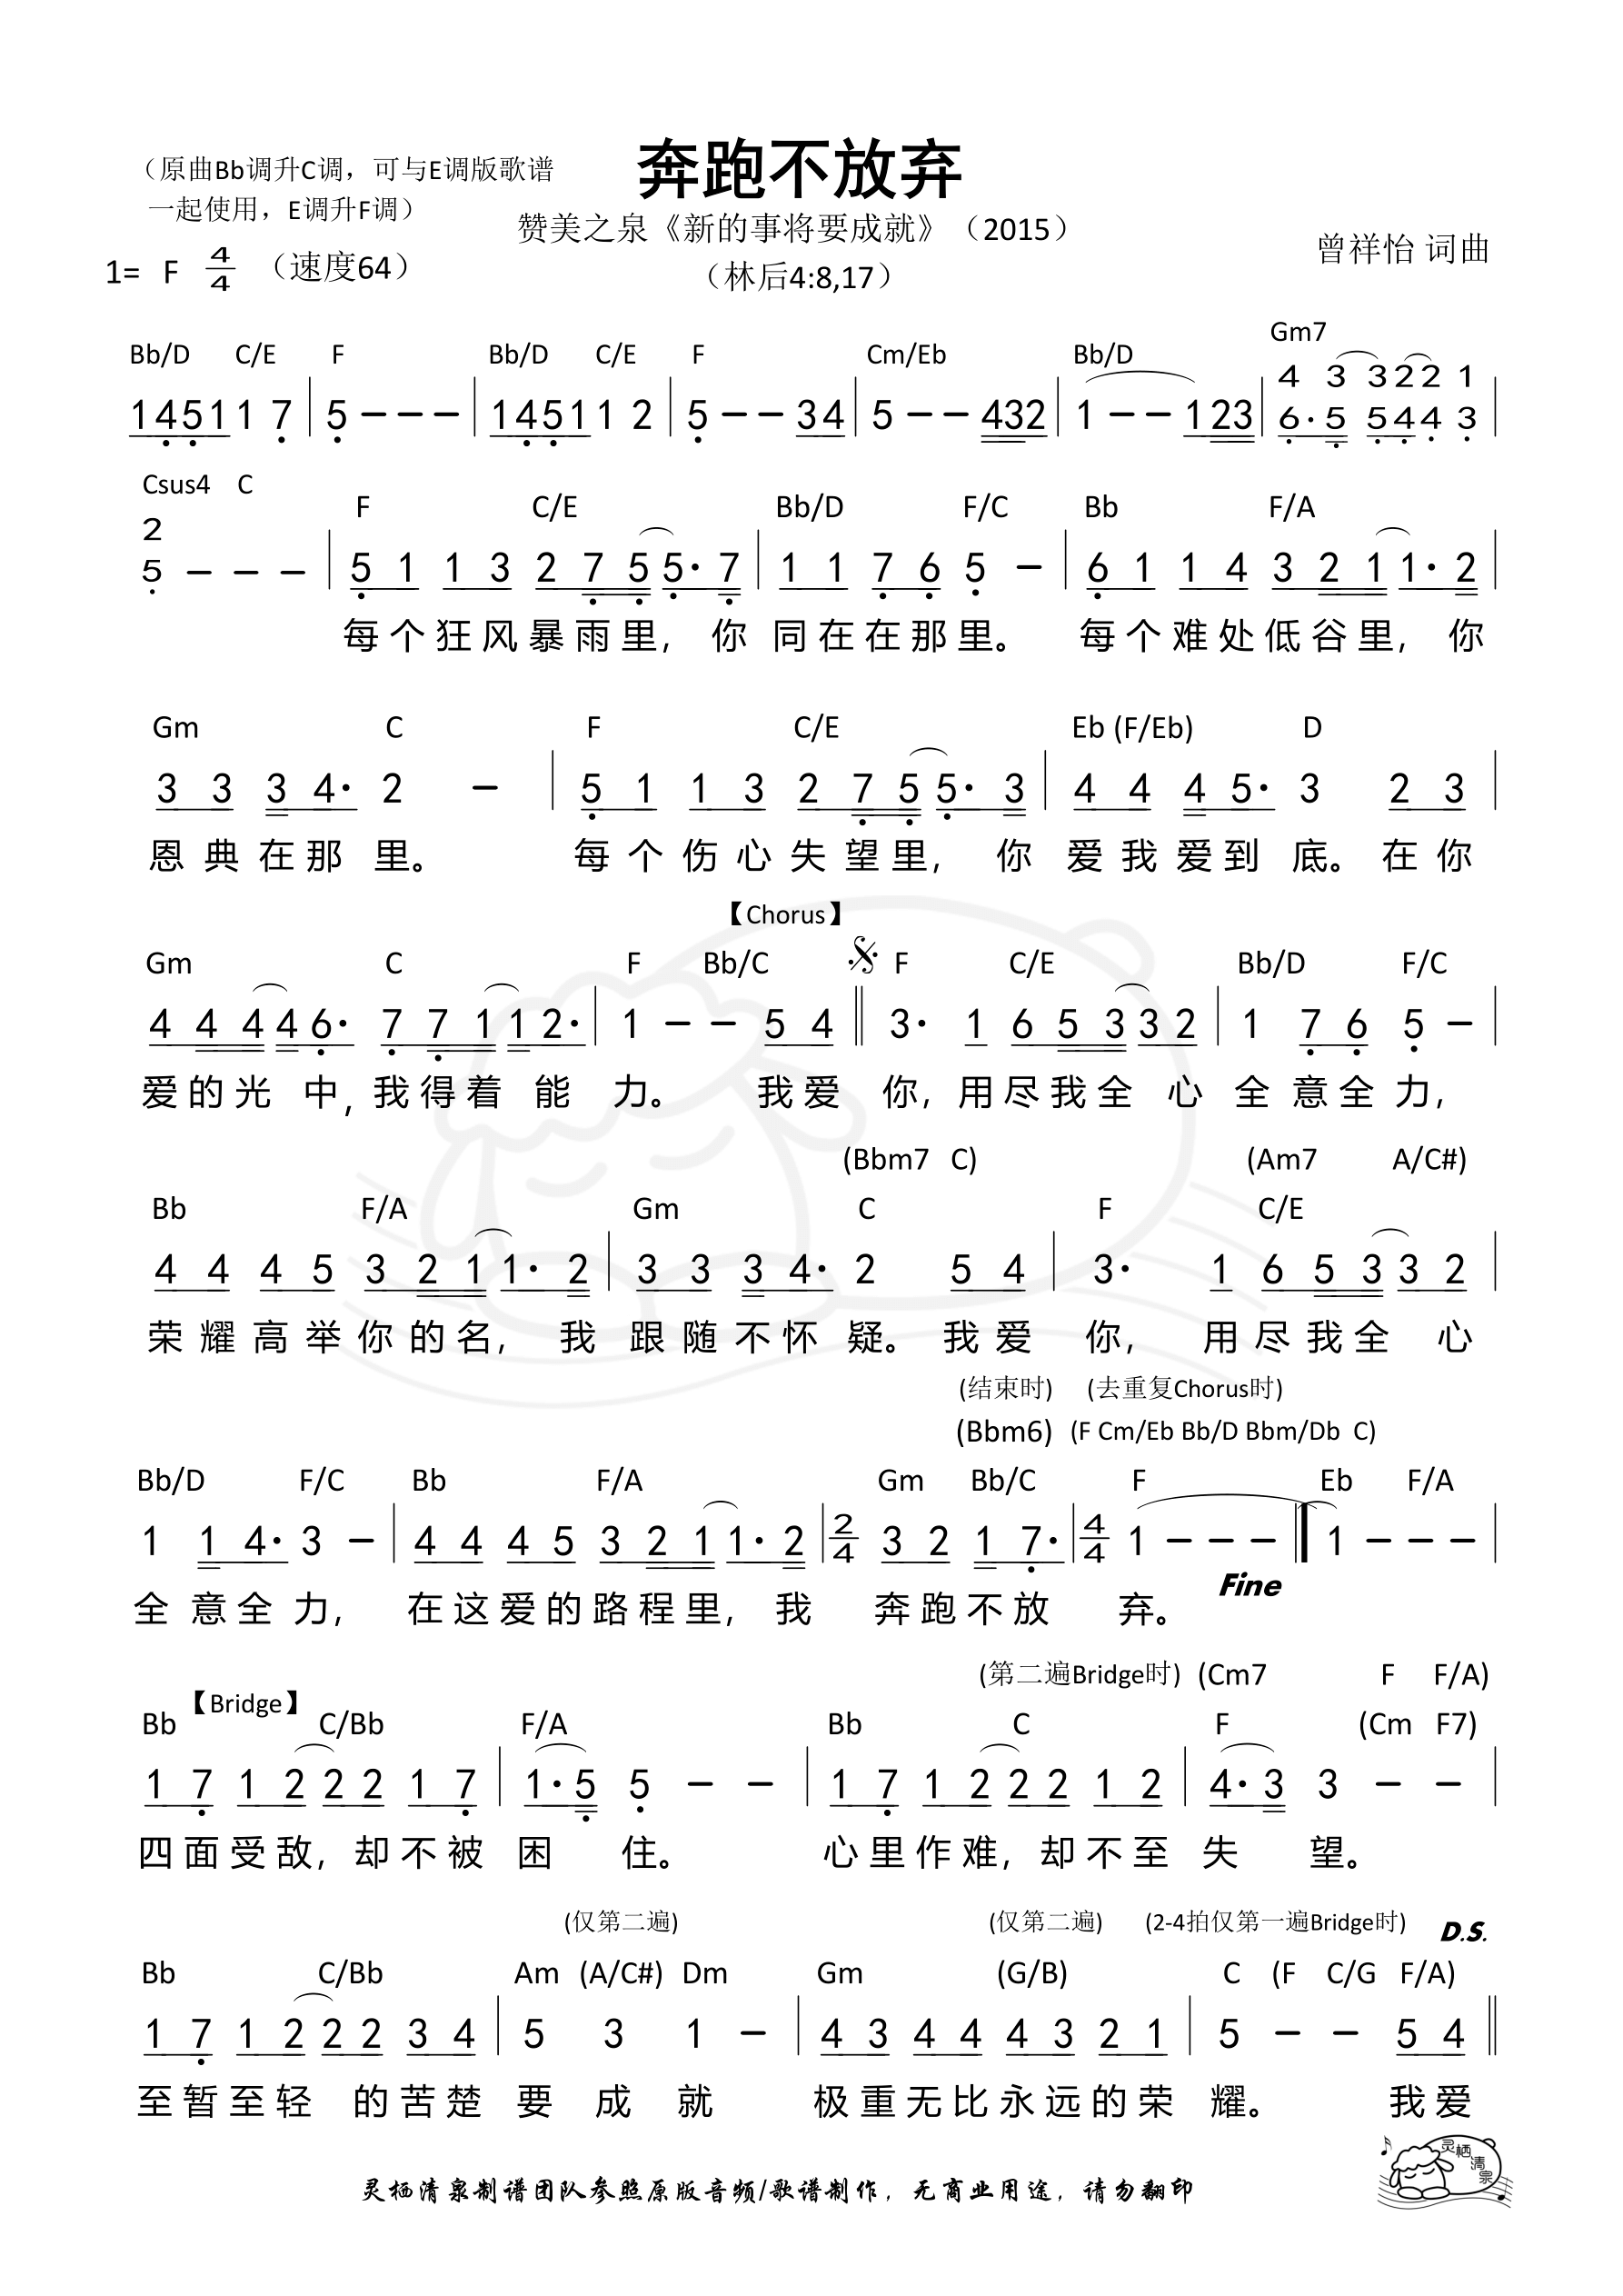 奔跑不放弃
（原曲Bb调升C调，可与E调版歌谱
一起使用，E调升F调）
赞美之泉《新的事将要成就》（2015）
（林后4:8,17）
曾祥怡 词曲
1= F 4/4 （速度64）
Bb/D C/E F Bb/D C/E F Cm/Eb Bb/D Gm7
4 3 3 2 2 1
1 4 5 1 1 7 | 5 - - - | 1 4 5 1 1 2 | 5 - - 3 4 | 5 - - 4 3 2 | 1 - - 1 2 3 | 6· 5 5 4 4 3 |
Csus4 C F C/E Bb/D F/C Bb F/A
2
5 - - - | 5 1 1 3 2 7 5 5· 7 | 1 1 7 6 5 - | 6 1 1 4 3 2 1 1· 2 |
每个狂风暴雨里，你 同在在那里。 每个难处低谷里，你
Gm C F C/E Eb (F/Eb) D
3 3 3 4· 2 - | 5 1 1 3 2 7 5 5· 3 | 4 4 4 5· 3 2 3 |
恩典在那 里。 每个伤心失望里，你 爱我爱到 底。在你
【Chorus】
Gm C F Bb/C F C/E Bb/D F/C
4 4 4 4 6· 7 7 1 1 2· | 1 - - 5 4 || 3· 1 6 5 3 3 2 | 1 7 6 5 - |
爱的光 中，我得着 能 力。 我爱 你，用尽我全 心 全 意全 力，
(Bbm7 C) (Am7 A/C#)
Bb F/A Gm C F C/E
4 4 4 5 3 2 1 1· 2 | 3 3 3 4· 2 5 4 | 3· 1 6 5 3 3 2 |
荣耀高举你的名， 我 跟随不怀 疑。我爱 你， 用尽我全 心
(结束时) (去重复Chorus时)
(Bbm6) (F Cm/Eb Bb/D Bbm/Db C)
Bb/D F/C Bb F/A Gm Bb/C F Eb F/A
1 1 4· 3 - | 4 4 4 5 3 2 1 1· 2 | 2/4 3 2 1 7· | 4/4 1 - - - | 1 - - - |
Fine
全 意全 力， 在这爱的路程里，我 奔跑不放 弃。
(第二遍Bridge时) (Cm7 F F/A)
【Bridge】
Bb C/Bb F/A Bb C F (Cm F7)
1 7 1 2 2 2 1 7 | 1· 5 5 - - | 1 7 1 2 2 2 1 2 | 4· 3 3 - - |
四面受敌，却不被 困 住。 心里作难，却不至 失 望。
(仅第二遍) (仅第二遍) (2-4拍仅第一遍Bridge时) D.S.
Bb C/Bb Am (A/C#) Dm Gm (G/B) C (F C/G F/A)
1 7 1 2 2 2 3 4 | 5 3 1 - | 4 3 4 4 4 3 2 1 | 5 - - 5 4 ||
至暂至轻 的苦楚 要 成 就 极重无比永远的荣 耀。 我爱
灵栖清泉
灵栖清泉制谱团队参照原版音频/歌谱制作，无商业用途，请勿翻印